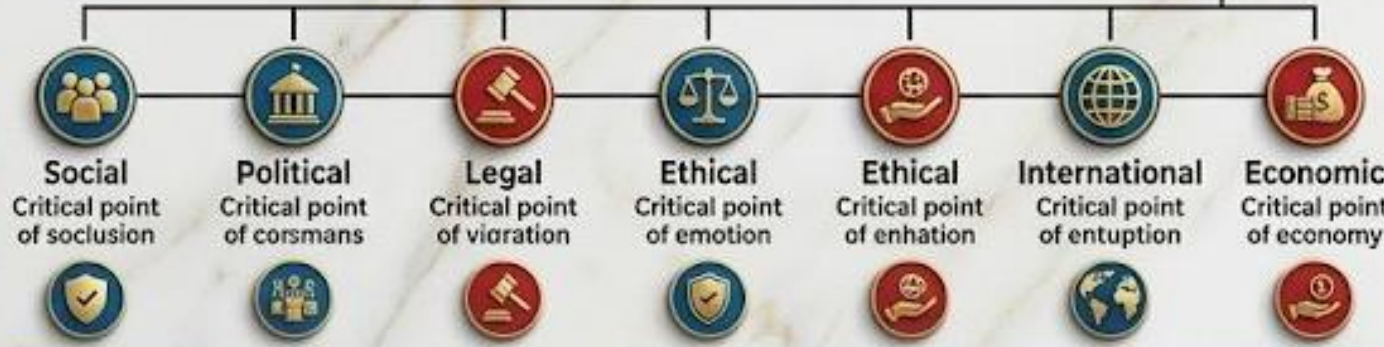 Social
Critical point
of soclusion
Political
Critical point
of corsmans
Legal
Critical point
of vicration
Ethical
Critical point
of emotion
Ethical
Critical point
of enhation
International
Critical point
of entuption
Economic
Critical point
of economy